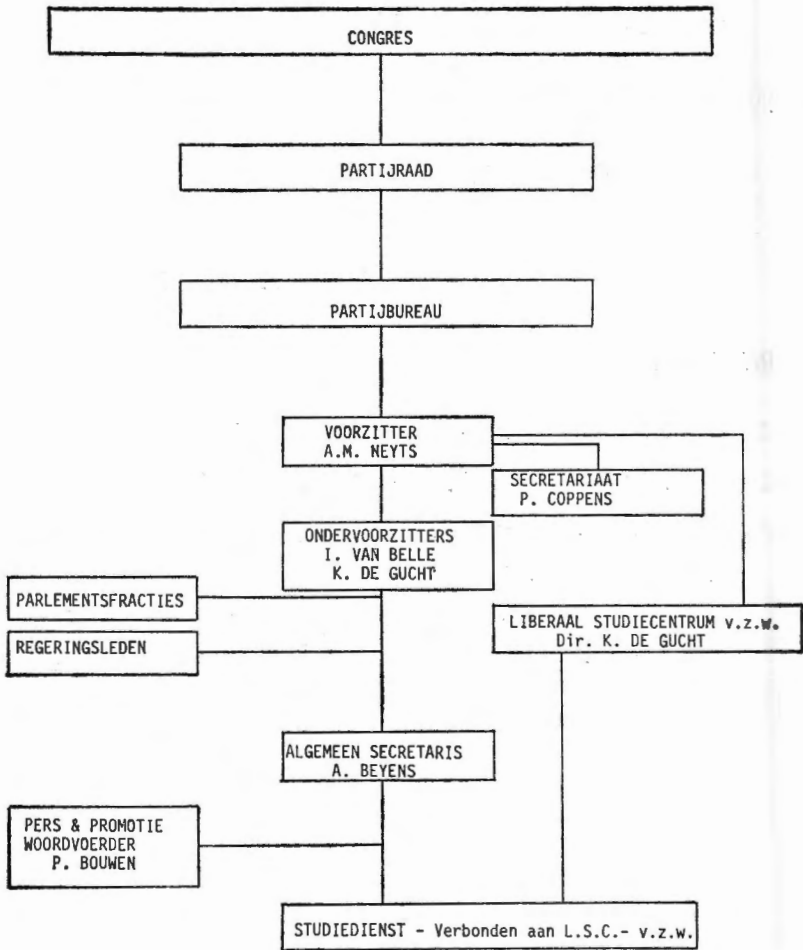 CONGRES
PARTIJRAAD
PARTIJBUREAU
VOORZITTER
A.M. NEYTS
SECRETARIAAT
P. COPPENS
ONDERVOORZITTERS
I. VAN BELLE
K. DE GUCHT
PARLEMENTSFRACTIES
REGERINGSLEDEN
LIBERAAL STUDIECENTRUM v.z.w.
Dir. K. DE GUCHT
ALGEMEEN SECRETARIS
A. BEYENS
PERS & PROMOTIE
WOORDVOERDER
P. BOUWEN
STUDIEDIENST - Verbonden aan L.S.C.- v.z.w.